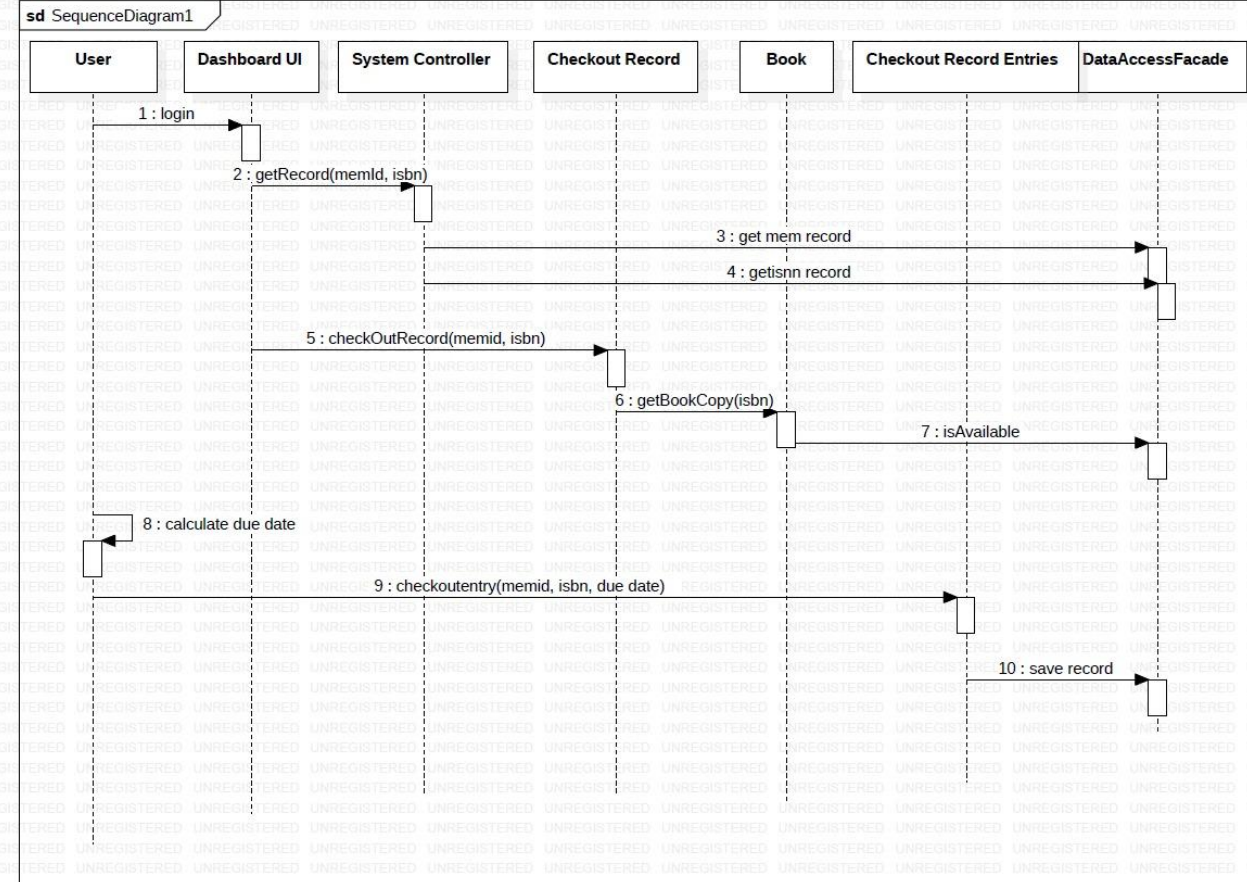 sd SequenceDiagram1
User
Dashboard UI
System Controller
Checkout Record
Book
Checkout Record Entries
DataAccessFacade
1 : login
2 : getRecord(memId, isbn)
3 : get mem record
4 : getisnn record
5 : checkOutRecord(memid, isbn)
6 : getBookCopy(isbn)
7 : isAvailable
8 : calculate due date
9 : checkoutentry(memid, isbn, due date)
10 : save record
UNREGISTERED